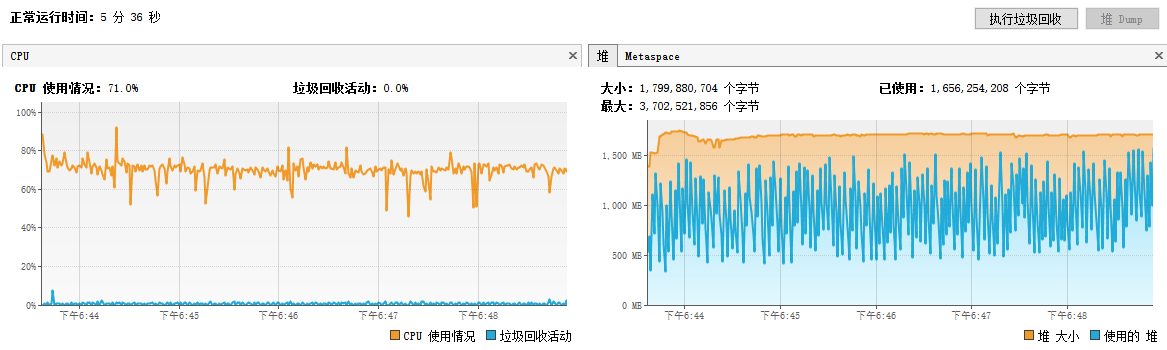 正常运行时间：5 分 36 秒
执行垃圾回收
堆 Dump
CPU
CPU 使用情况：71.0%
垃圾回收活动：0.0%
100%
80%
60%
40%
20%
0%
下午6:44
下午6:45
下午6:46
下午6:47
下午6:48
CPU 使用情况
垃圾回收活动
堆
Metaspace
大小：1,799,880,704 个字节
已使用：1,656,254,208 个字节
最大：3,702,521,856 个字节
1,500 MB
1,000 MB
500 MB
0 MB
下午6:44
下午6:45
下午6:46
下午6:47
下午6:48
堆 大小
使用的 堆